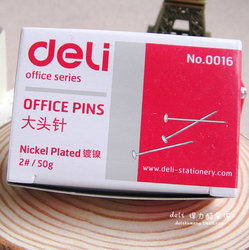 deli
office series
No.0016
OFFICE PINS
大头针
Nickel Plated 镀镍
2# / 50g
www.deli-stationery.com